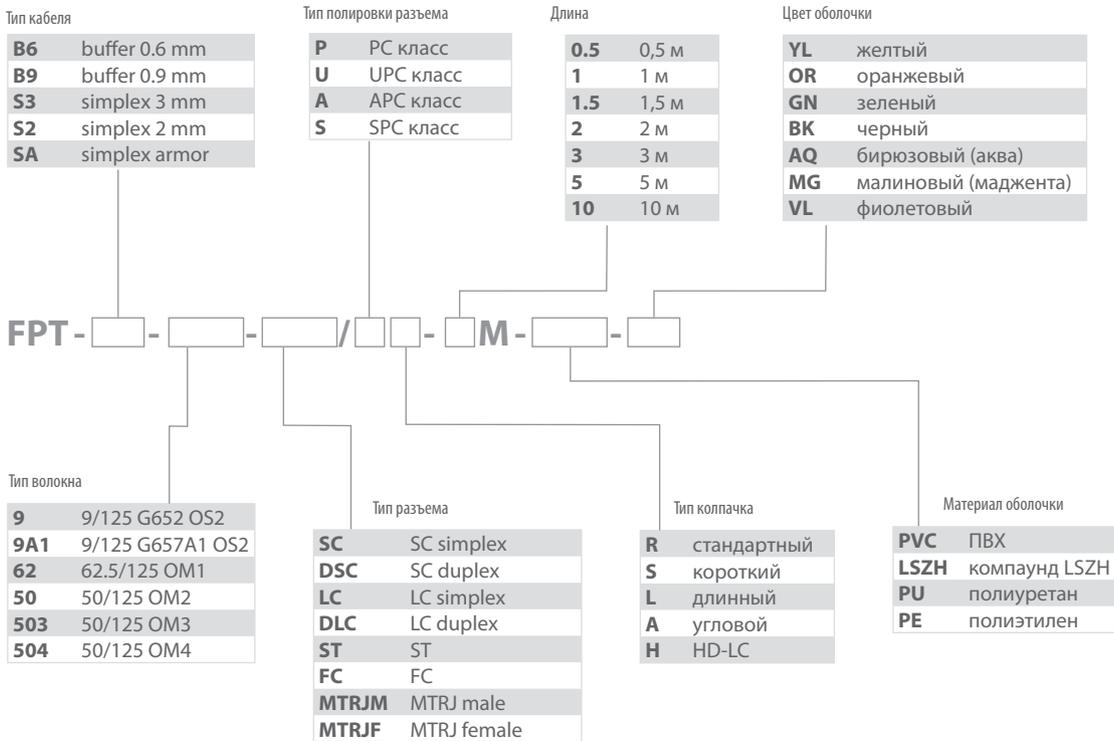 Тип кабеля
B6 buffer 0.6 mm
B9 buffer 0.9 mm
S3 simplex 3 mm
S2 simplex 2 mm
SA simplex armor
Тип полировки разъема
P PC класс
U UPC класс
A APC класс
S SPC класс
Длина
0.5 0,5 м
1 1 м
1.5 1,5 м
2 2 м
3 3 м
5 5 м
10 10 м
Цвет оболочки
YL желтый
OR оранжевый
GN зеленый
BK черный
AQ бирюзовый (аква)
MG малиновый (маджента)
VL фиолетовый
FPT - - - / - M - -
Тип волокна
9 9/125 G652 OS2
9A1 9/125 G657A1 OS2
62 62.5/125 OM1
50 50/125 OM2
503 50/125 OM3
504 50/125 OM4
Тип разъема
SC SC simplex
DSC SC duplex
LC LC simplex
DLC LC duplex
ST ST
FC FC
MTRJM MTRJ male
MTRJF MTRJ female
Тип колпачка
R стандартный
S короткий
L длинный
A угловой
H HD-LC
Материал оболочки
PVC ПВХ
LSZH компаунд LSZH
PU полиуретан
PE полиэтилен